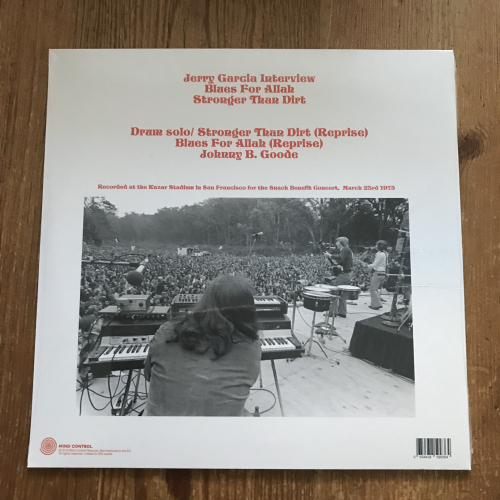 Jerry Garcia Interview
Blues For Allah
Stronger Than Dirt
Drum solo/ Stronger Than Dirt (Reprise)
Blues For Allah (Reprise)
Johnny B. Goode
Recorded at the Kezar Stadium in San Francisco for the Snack Benefit Concert, March 23rd 1975
MIND CONTROL